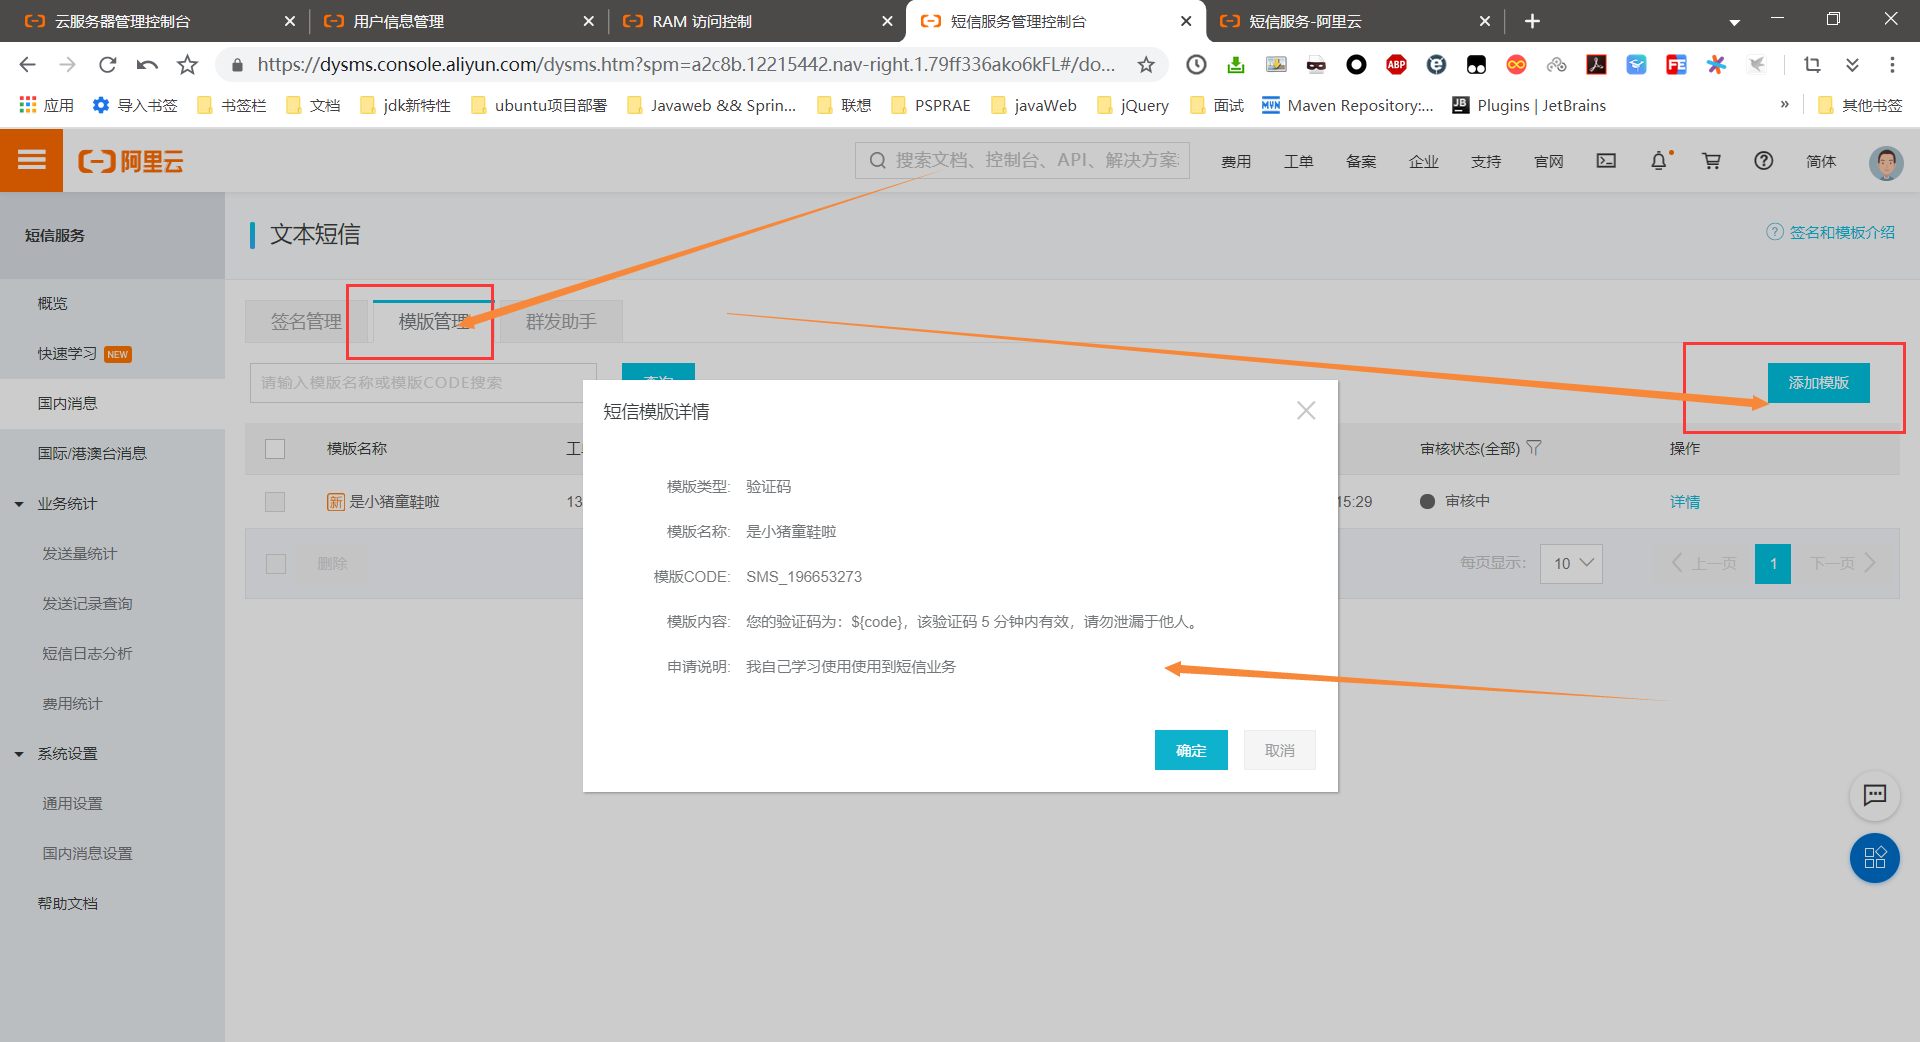 云服务器管理控制台
用户信息管理
RAM 访问控制
短信服务管理控制台
短信服务-阿里云
https://dysms.console.aliyun.com/dysms.htm?spm=a2c8b.12215442.nav-right.1.79ff336ako6kFL#/do...
ABP
FE
应用
导入书签
书签栏
文档
jdk新特性
ubuntu项目部署
Javaweb && Sprin...
联想
PSPRAE
javaWeb
jQuery
面试
MVN
Maven Repository:...
JB
Plugins | JetBrains
»
其他书签
阿里云
搜索文档、控制台、API、解决方案
费用
工单
备案
企业
支持
官网
简体
短信服务
文本短信
签名和模板介绍
概览
快速学习 NEW
国内消息
国际/港澳台消息
业务统计
发送量统计
发送记录查询
短信日志分析
费用统计
系统设置
通用设置
国内消息设置
帮助文档
签名管理
模版管理
群发助手
请输入模版名称或模版CODE搜索
添加模版
模版名称
审核状态(全部)
操作
新 是小猪童鞋啦
13
15:29
审核中
详情
删除
每页显示:
10
上一页
1
下一页
短信模版详情
模版类型: 验证码
模版名称: 是小猪童鞋啦
模版CODE: SMS_196653273
模版内容: 您的验证码为：${code}，该验证码 5 分钟内有效，请勿泄漏于他人。
申请说明: 我自己学习使用使用到短信业务
确定
取消